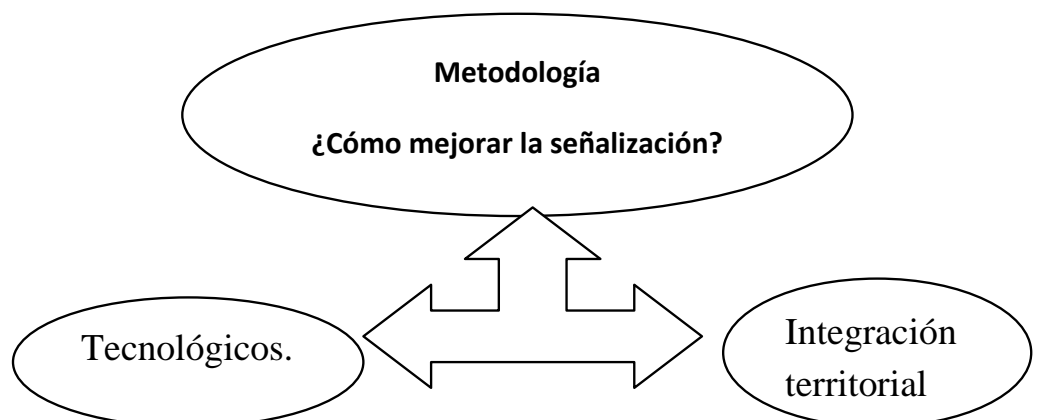 Metodología
¿Cómo mejorar la señalización?
Tecnológicos.
Integración
territorial